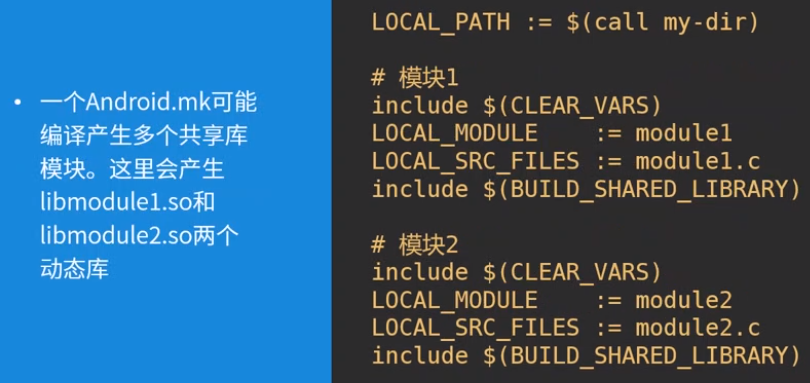 • 一个Android.mk可能
编译产生多个共享库
模块。这里会产生
libmodule1.so和
libmodule2.so两个
动态库
LOCAL_PATH := $(call my-dir)
# 模块1
include $(CLEAR_VARS)
LOCAL_MODULE    := module1
LOCAL_SRC_FILES := module1.c
include $(BUILD_SHARED_LIBRARY)
# 模块2
include $(CLEAR_VARS)
LOCAL_MODULE    := module2
LOCAL_SRC_FILES := module2.c
include $(BUILD_SHARED_LIBRARY)